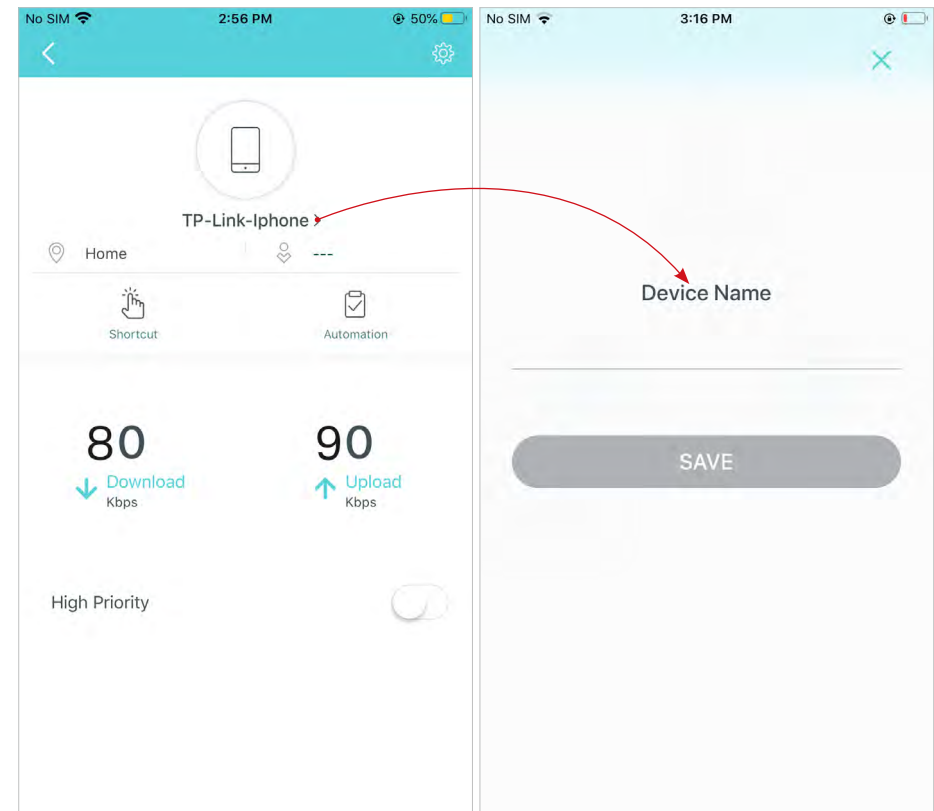 No SIM 2:56 PM 50%
TP-Link-Iphone >
Home ---
Shortcut Automation
80 90
Download Upload
Kbps Kbps
High Priority
No SIM 3:16 PM
Device Name
SAVE